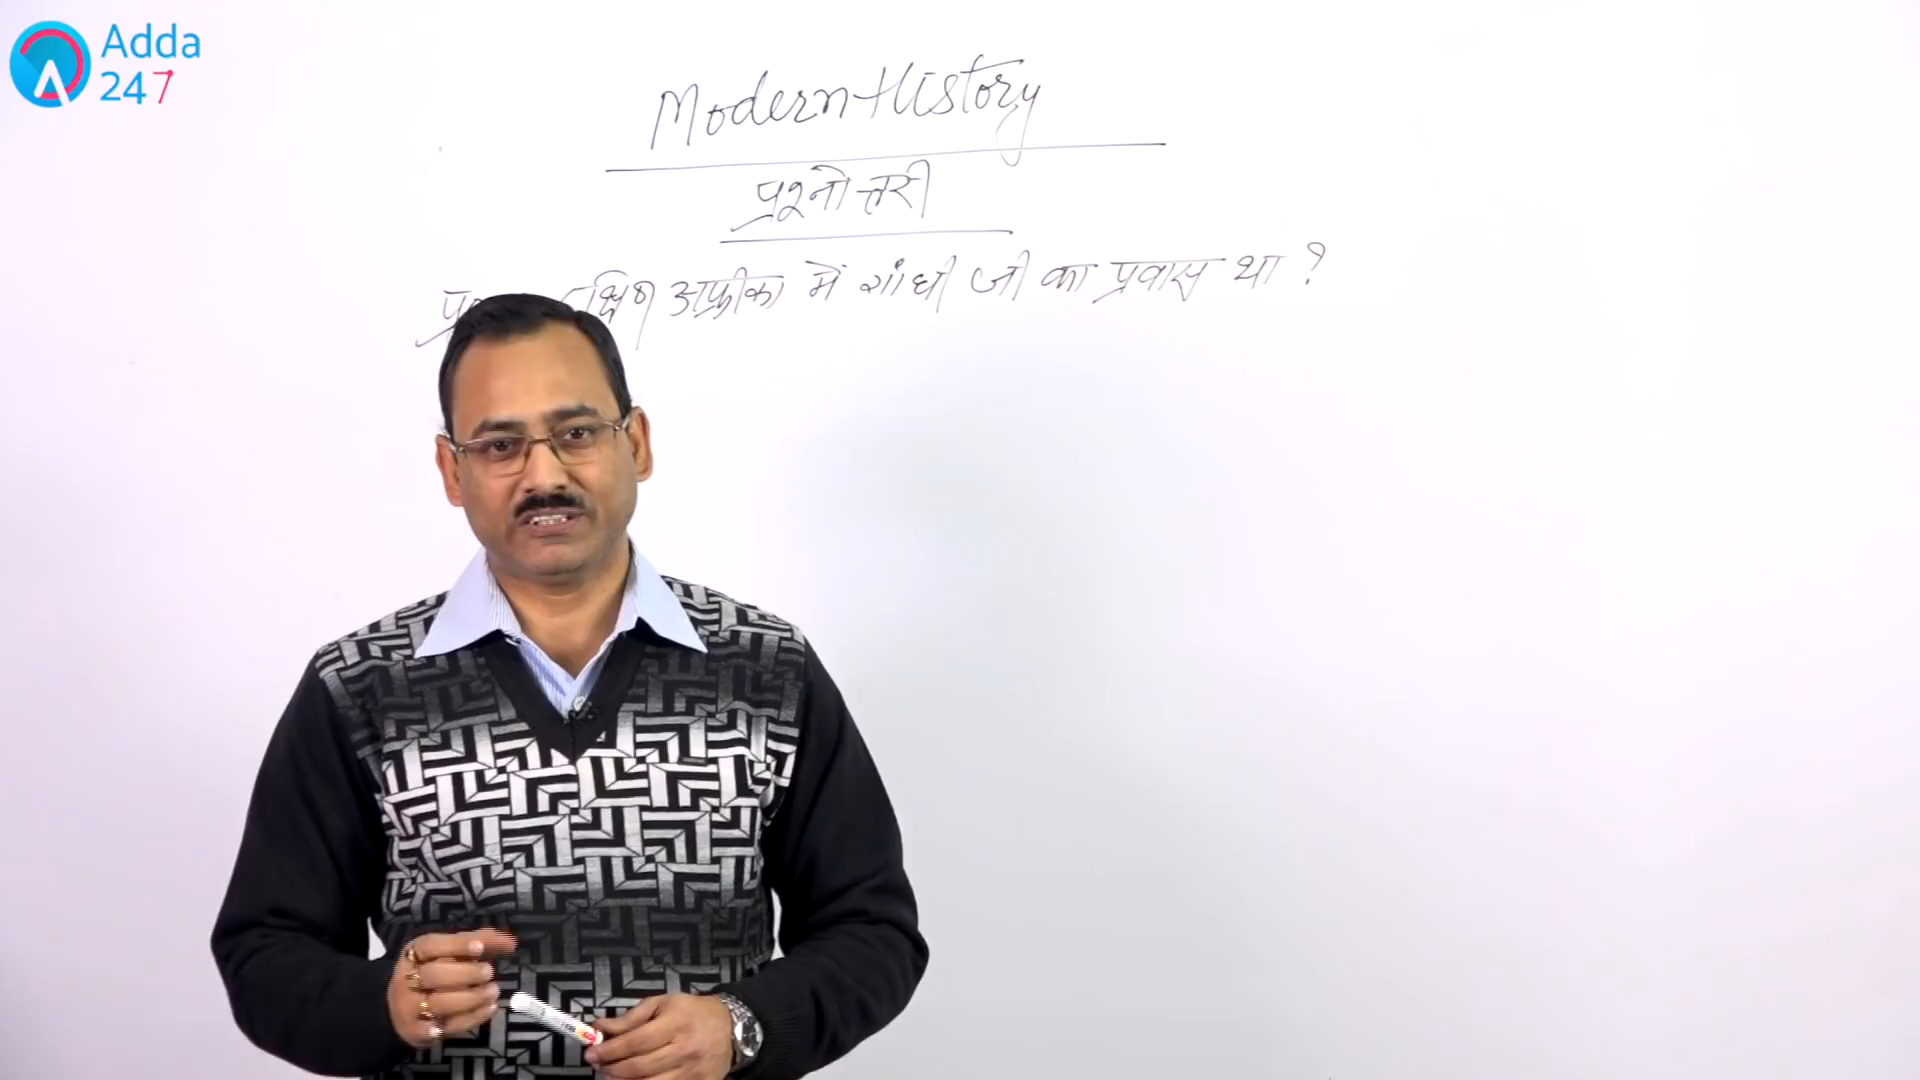 Adda
247
Modern History
प्रश्नोत्तरी
अफ्रीका में गांधी जी का प्रवास था ?